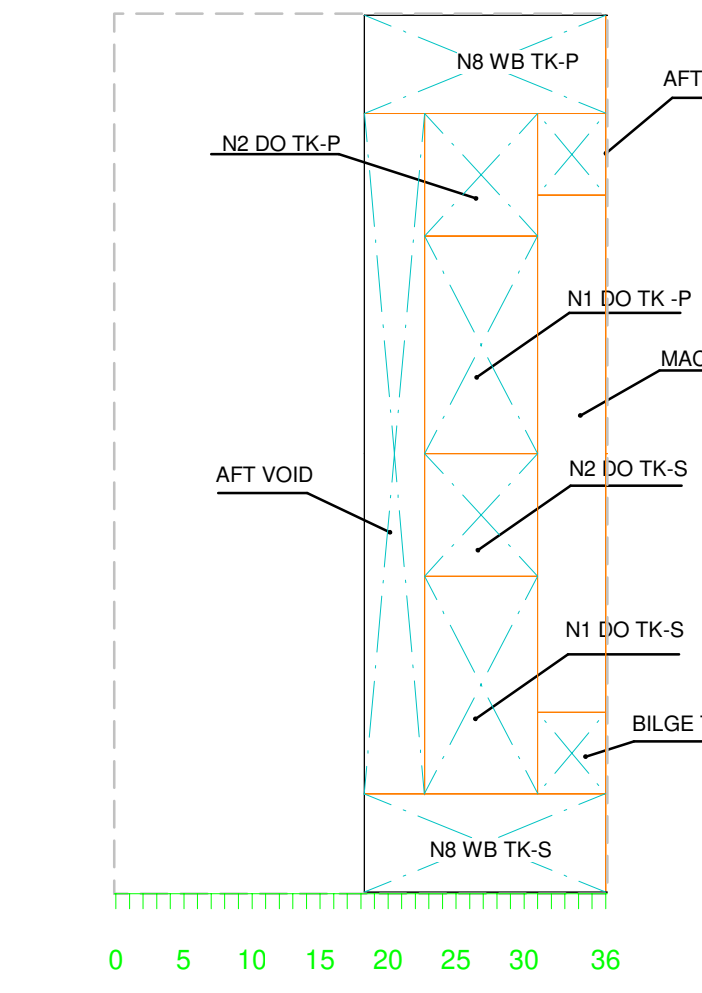 N8 WB TK-P
AFT
N2 DO TK-P
N1 DO TK -P
MAC
N2 DO TK-S
AFT VOID
N1 DO TK-S
BILGE
N8 WB TK-S
0 5 10 15 20 25 30 36